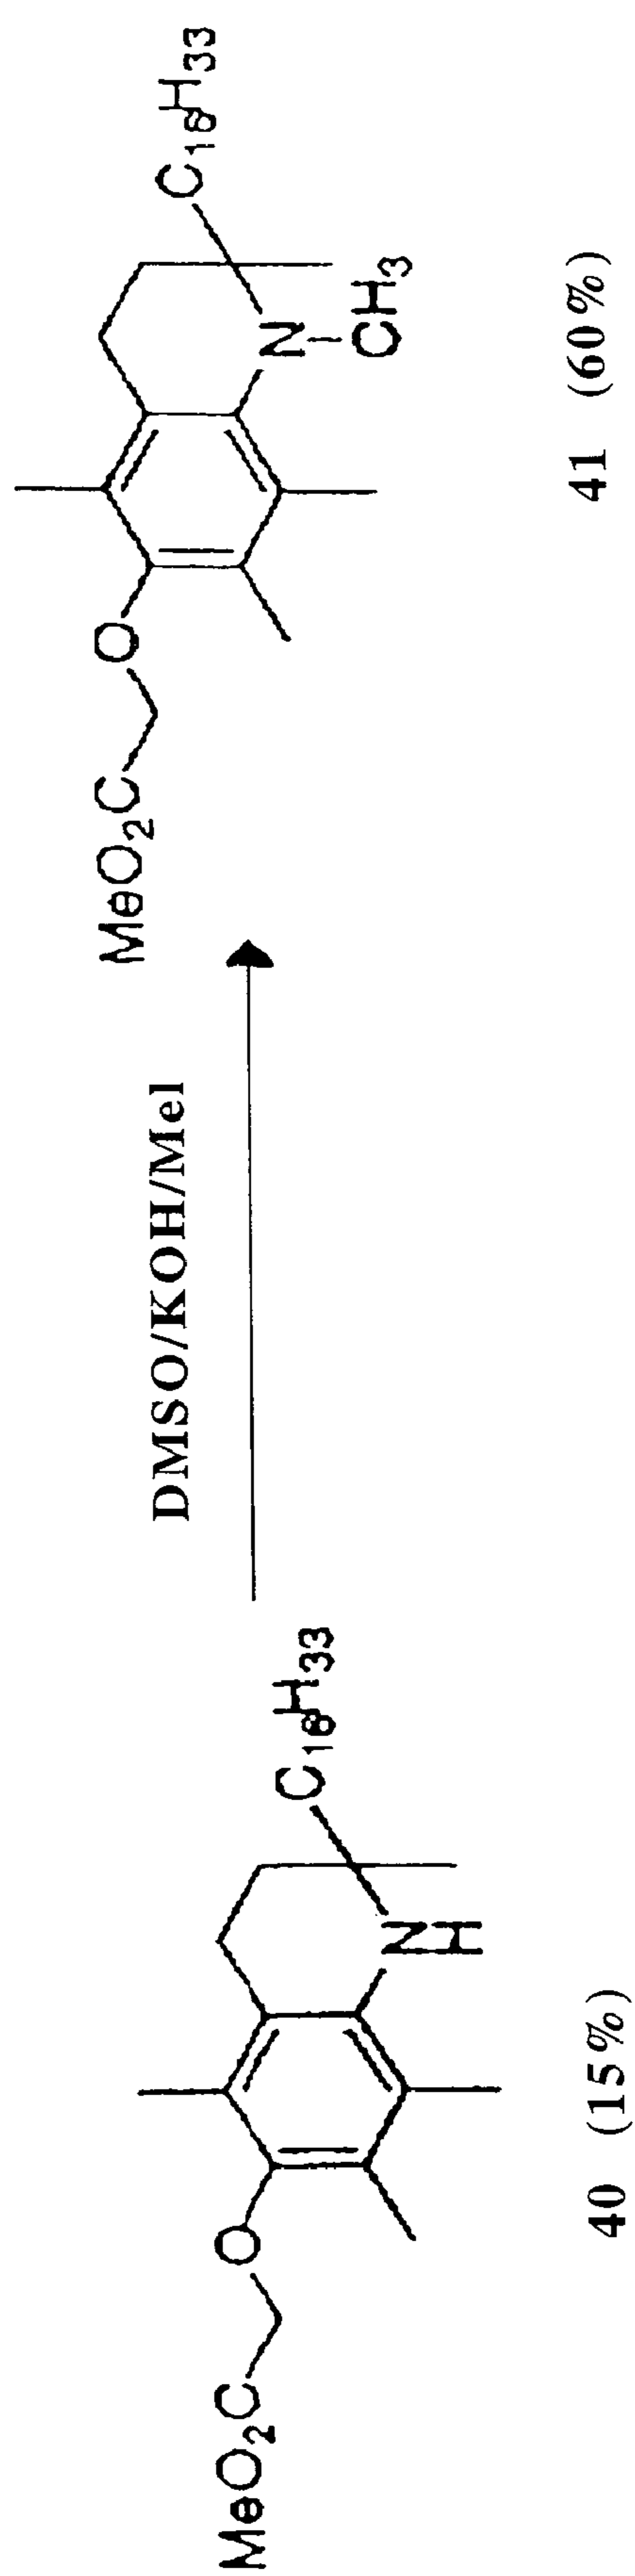 MeO2C
O
N
H
C16H33
40 (15%)
DMSO/KOH/MeI
MeO2C
O
N
CH3
C16H33
41 (60%)